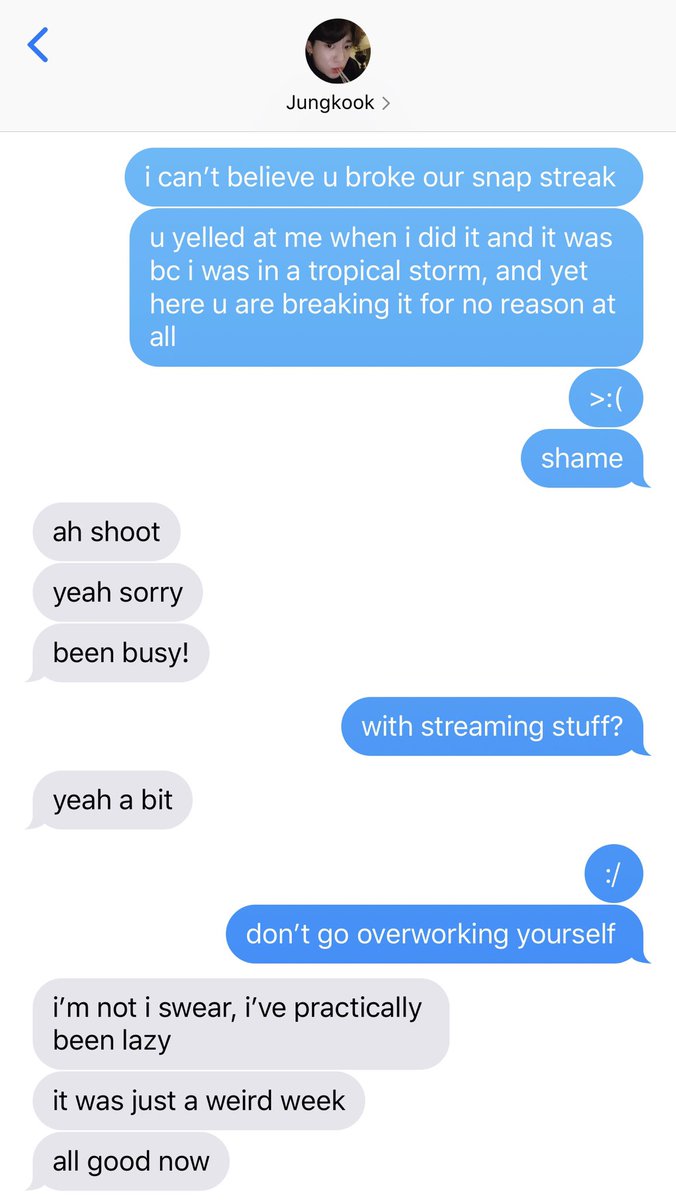 Jungkook
i can’t believe u broke our snap streak
u yelled at me when i did it and it was
bc i was in a tropical storm, and yet
here u are breaking it for no reason at
all
>:(
shame
ah shoot
yeah sorry
been busy!
with streaming stuff?
yeah a bit
:/
don’t go overworking yourself
i’m not i swear, i’ve practically
been lazy
it was just a weird week
all good now